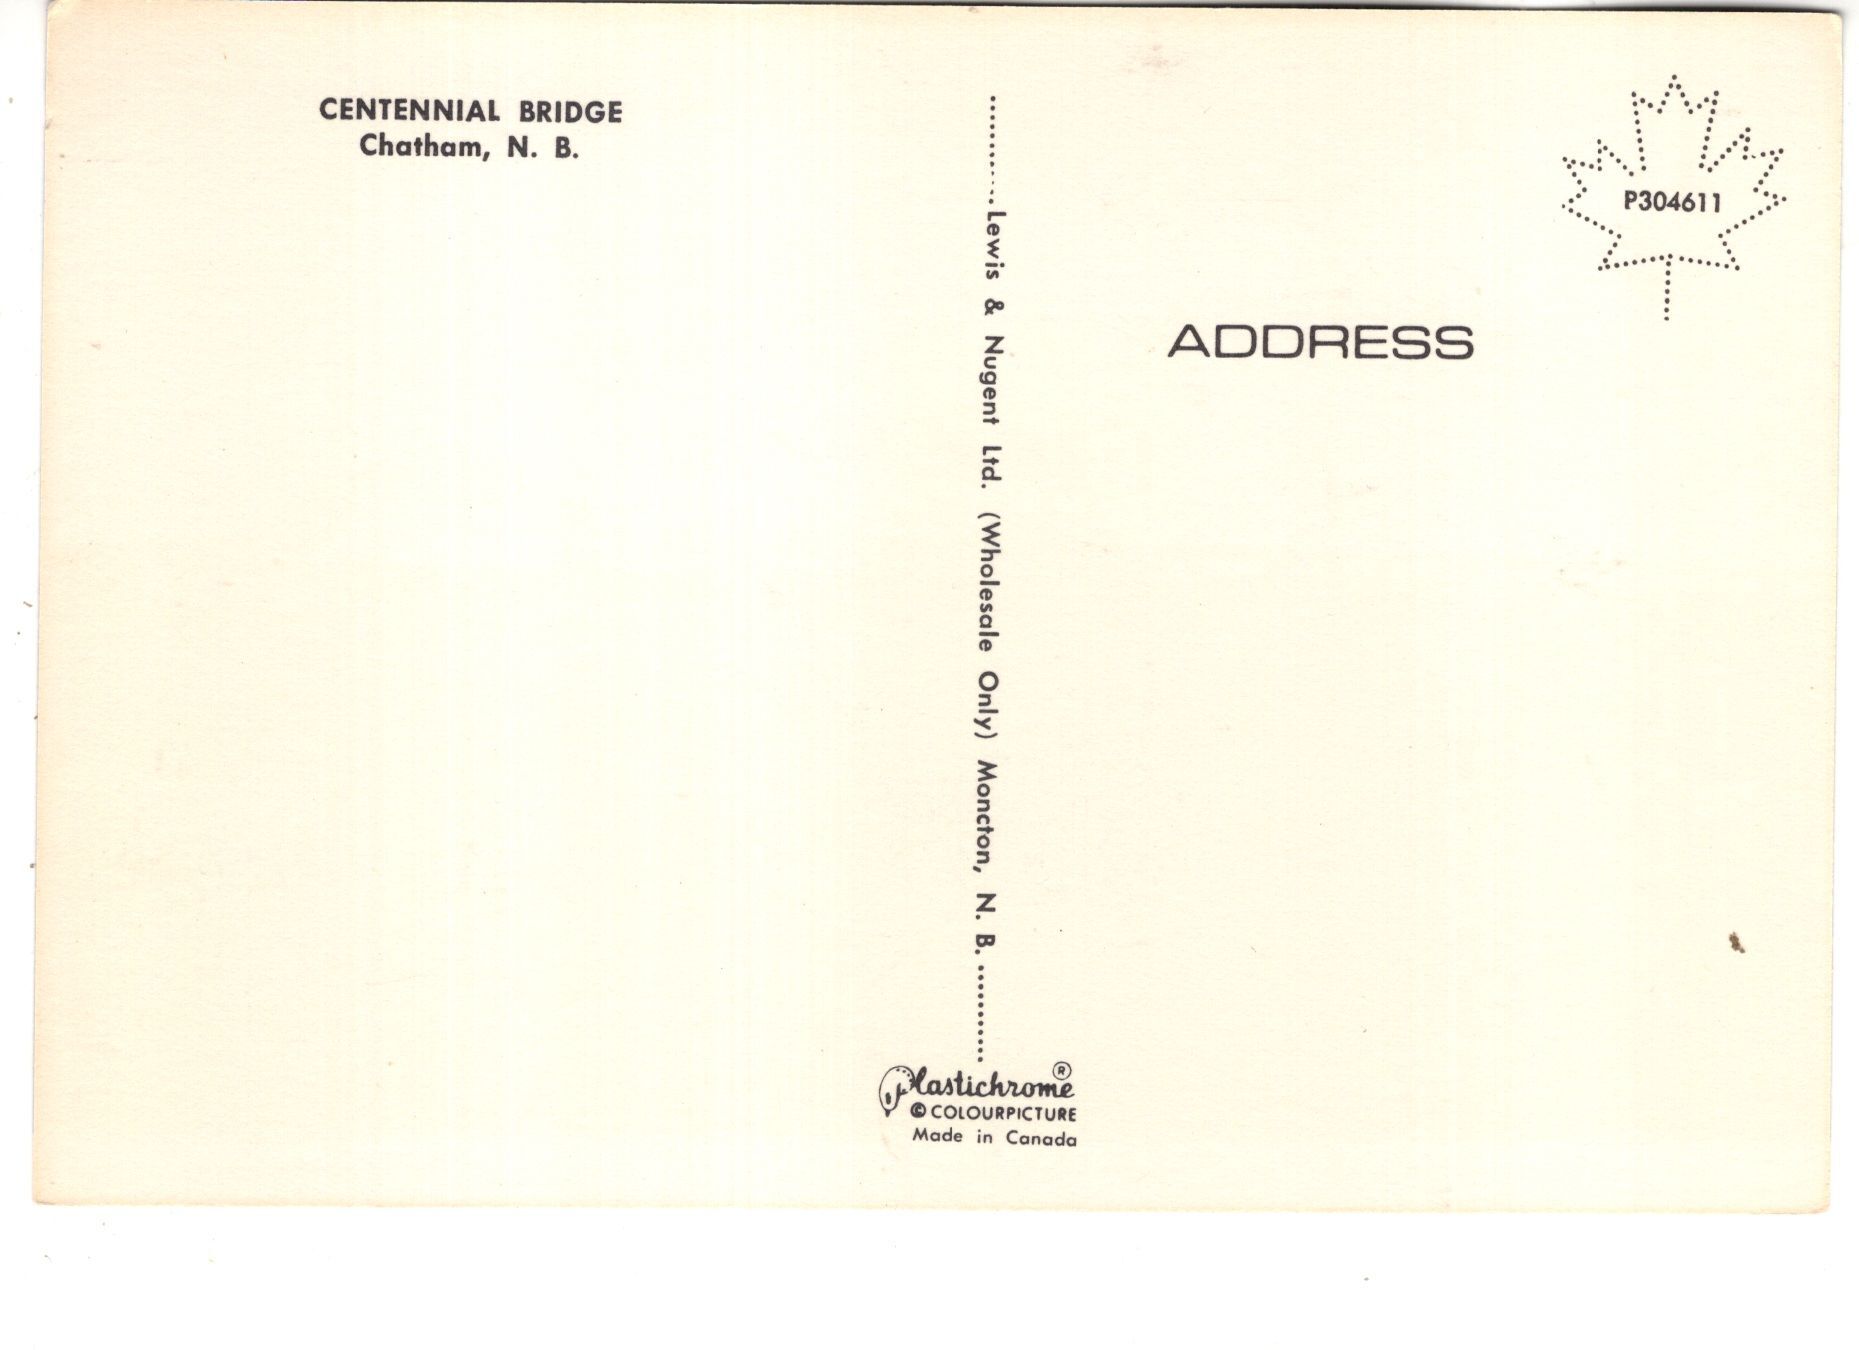 CENTENNIAL BRIDGE
Chatham, N. B.
Lewis & Nugent Ltd. (Wholesale Only) Moncton, N. B.
P304611
ADDRESS
Plastichrome ®
© COLOURPICTURE
Made in Canada